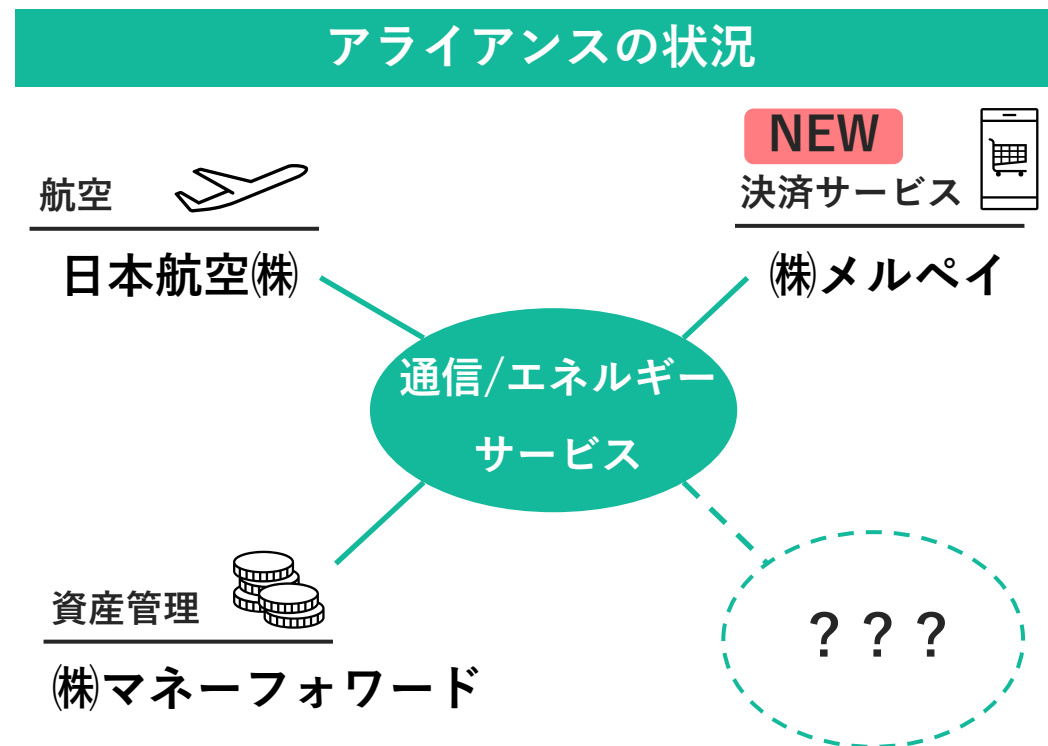 アライアンスの状況
航空
日本航空㈱
NEW
決済サービス
㈱メルペイ
通信/エネルギー
サービス
資産管理
㈱マネーフォワード
？？？